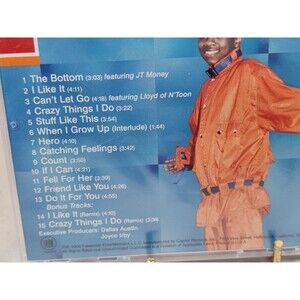 1 The Bottom (3:03) featuring JT Money
2 I Like It (4:11)
3 Can't Let Go (4:18) featuring Lloyd of N'Toon
4 Crazy Things I Do (3:22)
5 Stuff Like This (3:54)
6 When I Grow Up (Interlude) (1:44)
7 Hero (4:10)
8 Catching Feelings (3:42)
9 Count (3:50)
10 If I Can (4:21)
11 Fell For Her (3:39)
12 Friend Like You (4:26)
13 Do It For You (3:55)
Bonus Tracks:
14 I Like It (Remix) (4:01)
15 Crazy Things I Do (Remix)
Executive Producers: Dallas Austin
Joyce Irby